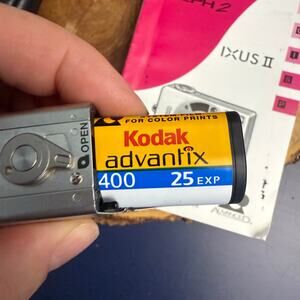 IXUS II
OPEN
FOR COLOR PRINTS
Kodak
advantix
400 25 EXP